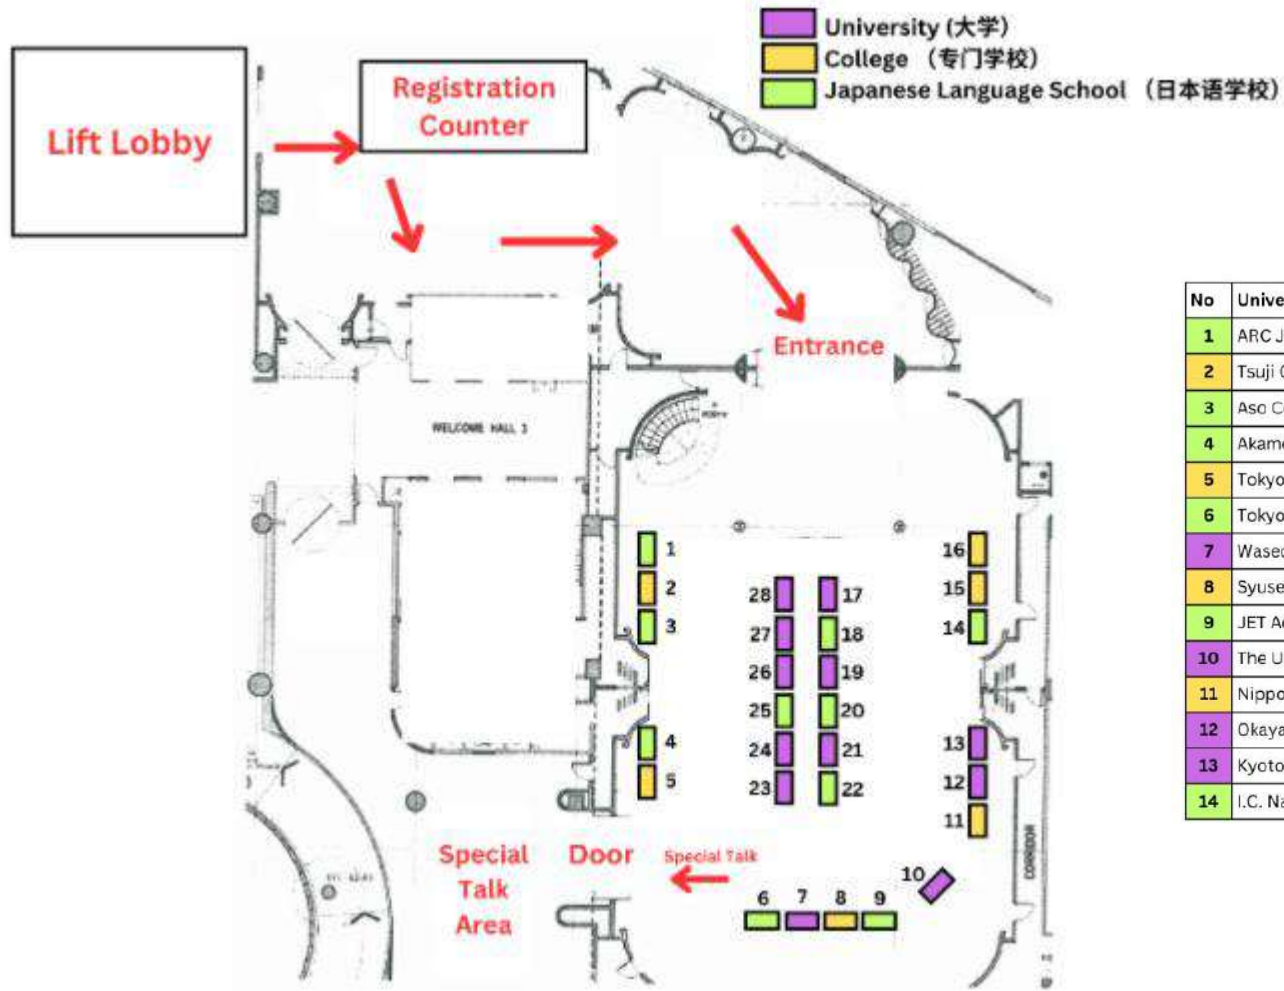 University (大学)
College （专门学校）
Japanese Language School （日本语学校）
Lift Lobby
Registration
Counter
Entrance
WELCOME HALL 3
1
2
3
4
5
28
27
26
25
24
23
17
18
19
20
21
22
16
15
14
13
12
11
10
6 7 8 9
CORRIDOR
Special
Talk
Area
Door
Special Talk
No Unive
1 ARC J
2 Tsuji
3 Aso C
4 Akam
5 Tokyo
6 Tokyo
7 Wase
8 Syuse
9 JET A
10 The U
11 Nippo
12 Okaya
13 Kyoto
14 I.C. Na